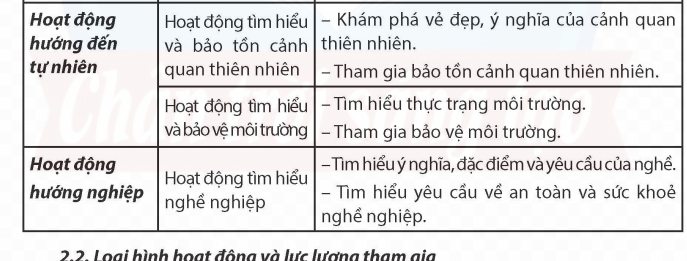 Hoạt động hướng đến tự nhiên
Hoạt động tìm hiểu
và bảo tồn cảnh
quan thiên nhiên
– Khám phá vẻ đẹp, ý nghĩa của cảnh quan
thiên nhiên.
– Tham gia bảo tồn cảnh quan thiên nhiên.
Hoạt động tìm hiểu
và bảo vệ môi trường
– Tìm hiểu thực trạng môi trường.
– Tham gia bảo vệ môi trường.
Hoạt động
hướng nghiệp
Hoạt động tìm hiểu
nghề nghiệp
– Tìm hiểu ý nghĩa, đặc điểm và yêu cầu của nghề.
– Tìm hiểu yêu cầu về an toàn và sức khoẻ
nghề nghiệp.
2.2. Loại hình hoạt động và lực lượng tham gia
Chân trời sáng tạo